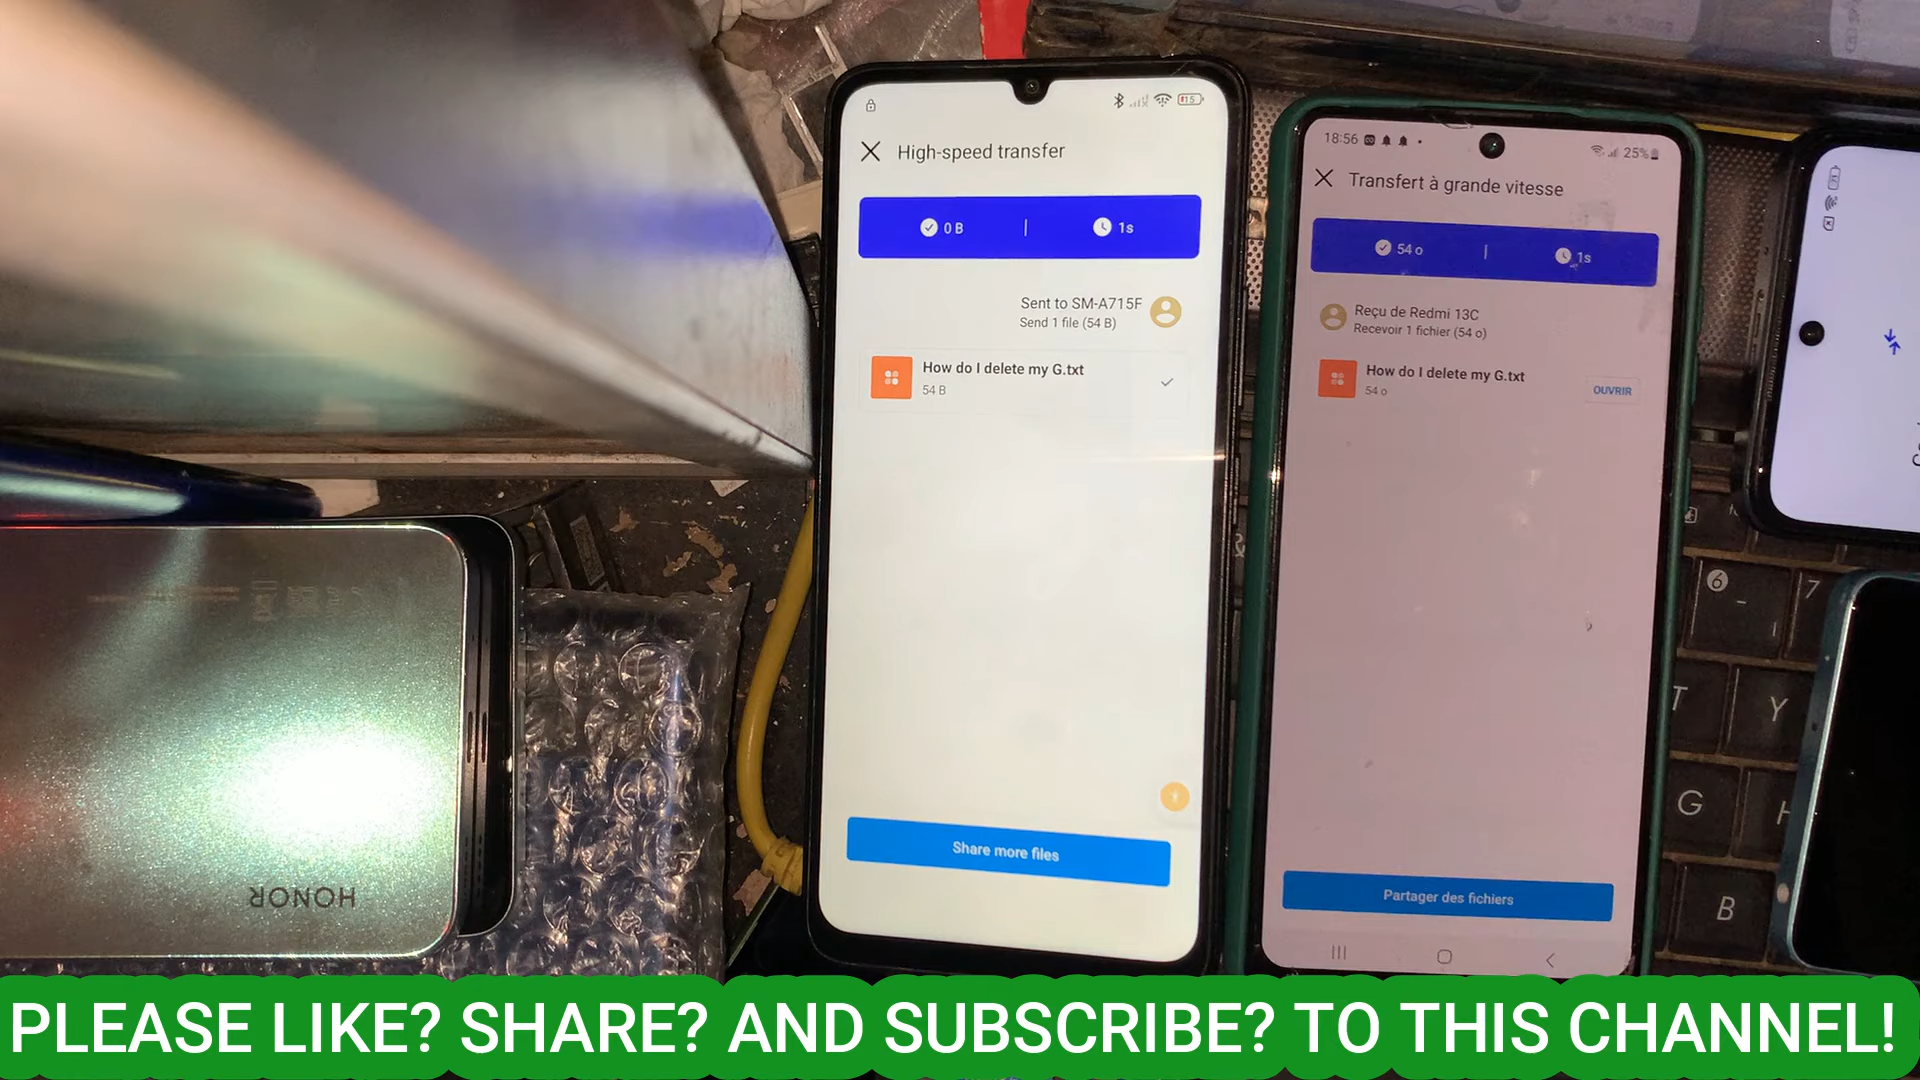 15
High-speed transfer
0 B | 1s
Sent to SM-A715F
Send 1 file (54 B)
How do I delete my G.txt
54 B
Share more files
18:56
25%
Transfert à grande vitesse
54 o | 1s
Reçu de Redmi 13C
Recevoir 1 fichier (54 o)
How do I delete my G.txt
54 o
OUVRIR
Partager des fichiers
HONOR
&
6
-
7
T
Y
G
H
B
PLEASE LIKE? SHARE? AND SUBSCRIBE? TO THIS CHANNEL!